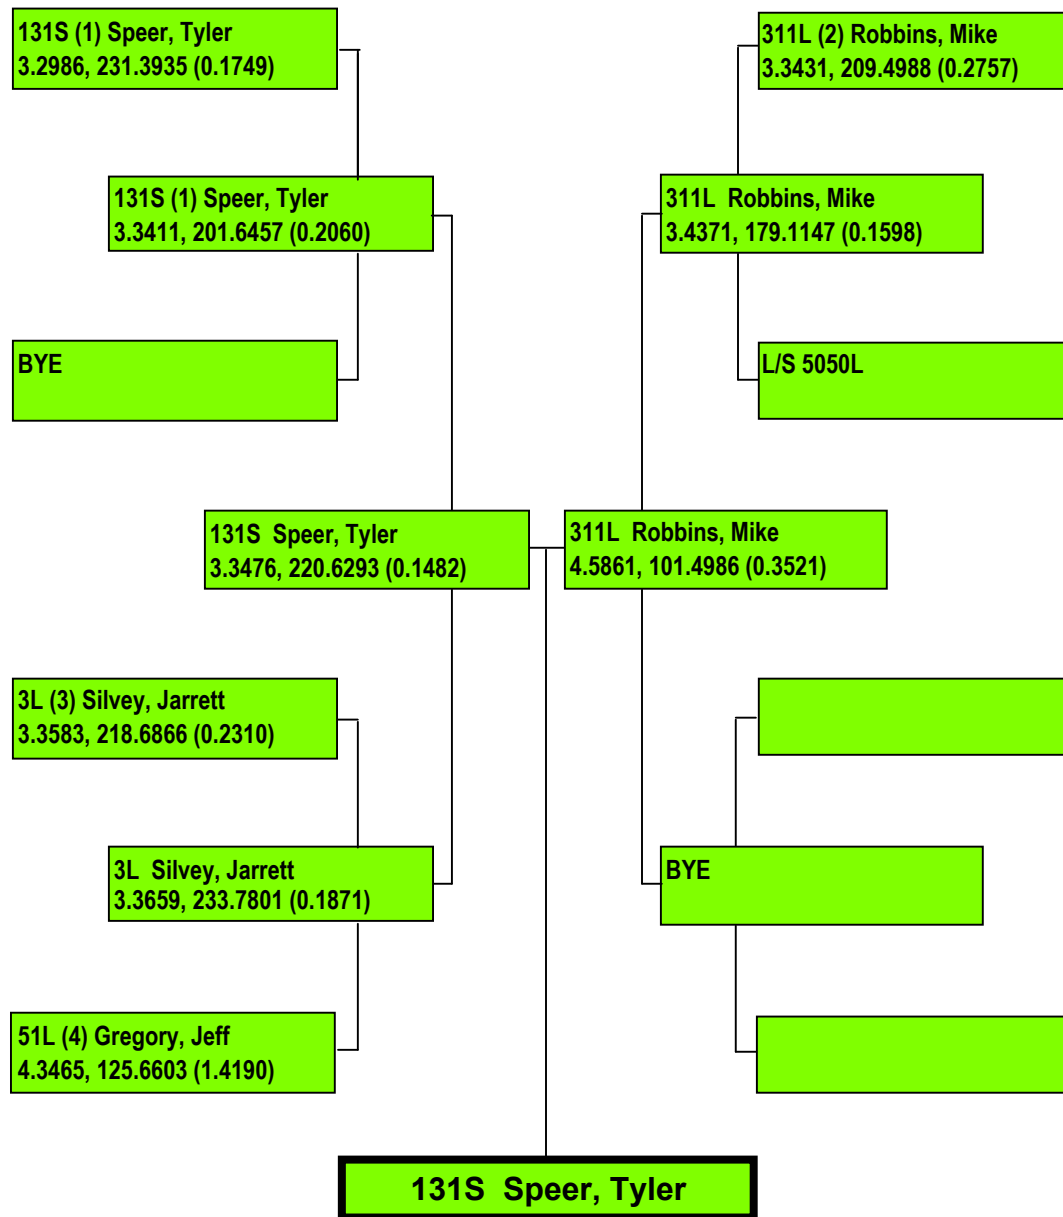 131S (1) Speer, Tyler
3.2986, 231.3935 (0.1749)
311L (2) Robbins, Mike
3.3431, 209.4988 (0.2757)
131S (1) Speer, Tyler
3.3411, 201.6457 (0.2060)
311L Robbins, Mike
3.4371, 179.1147 (0.1598)
BYE
L/S 5050L
131S Speer, Tyler
3.3476, 220.6293 (0.1482)
311L Robbins, Mike
4.5861, 101.4986 (0.3521)
3L (3) Silvey, Jarrett
3.3583, 218.6866 (0.2310)
3L Silvey, Jarrett
3.3659, 233.7801 (0.1871)
BYE
51L (4) Gregory, Jeff
4.3465, 125.6603 (1.4190)
131S Speer, Tyler